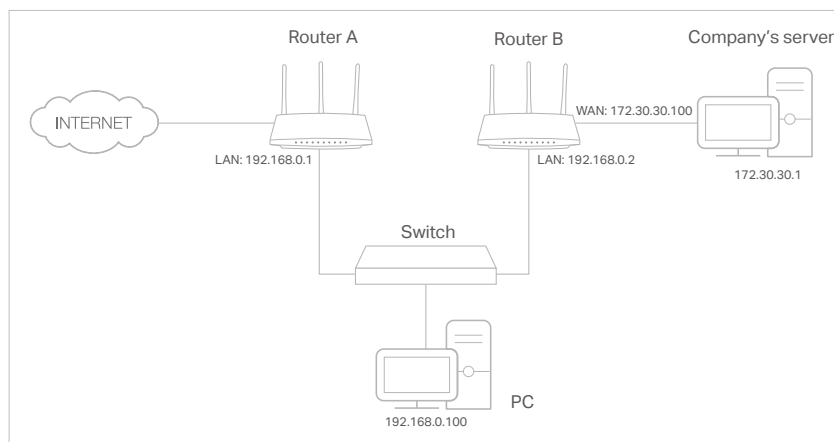 Router A
Router B
Company's server
INTERNET
WAN: 172.30.30.100
LAN: 192.168.0.1
LAN: 192.168.0.2
172.30.30.1
Switch
PC
192.168.0.100